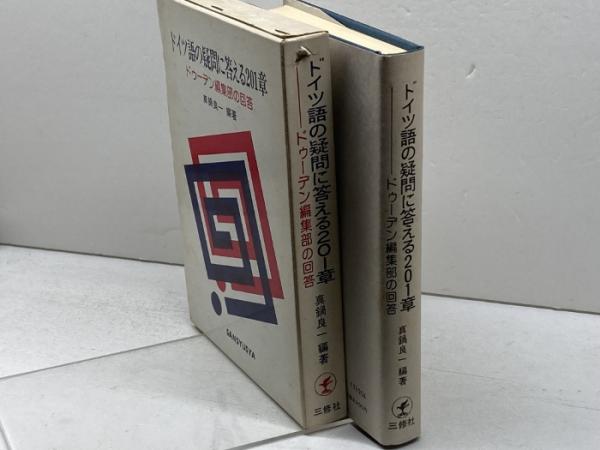 ドイツ語の疑問に答える201章
ドゥーデン編集部の回答
真鍋良一 編著
SANSYUSYA
ドイツ語の疑問に答える201章
——ドゥーデン編集部の回答
真鍋良一 編著
三修社
ドイツ語の疑問に答える201章
——ドゥーデン編集部の回答
真鍋良一 編著
三修社